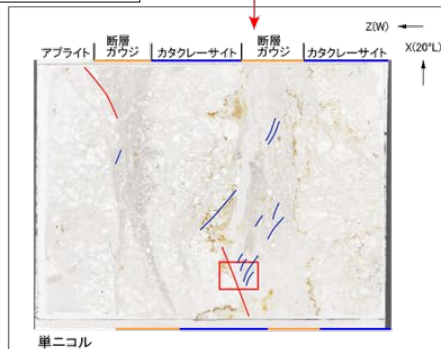 Z(W)
X(20°L)
アプライト
断層
ガウジ
カタクレーサイト
断層
ガウジ
カタクレーサイト
単ニコル